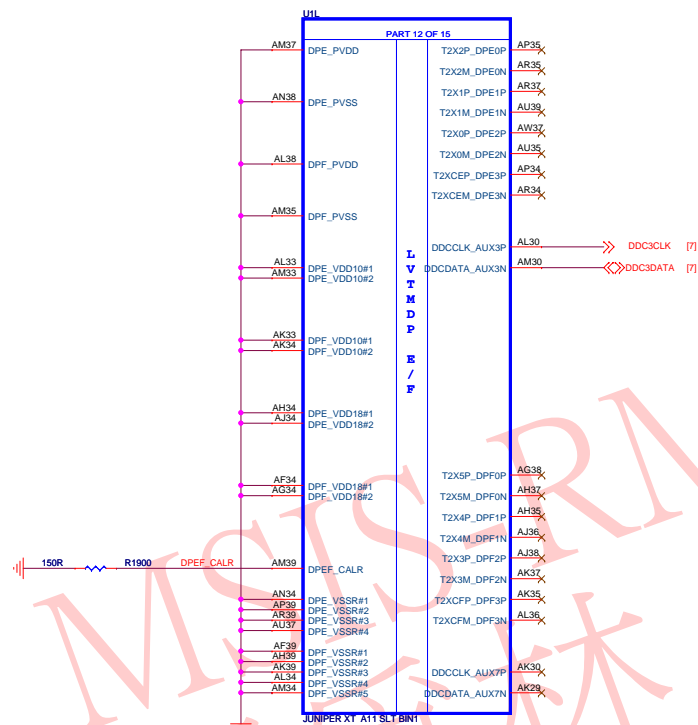 U1L
PART 12 OF 15
AM37 DPE_PVDD T2X2P_DPE0P AP35
T2X2M_DPE0N AR35
T2X1P_DPE1P AR37
AN38 DPE_PVSS T2X1M_DPE1N AU39
T2X0P_DPE2P AW37
T2X0M_DPE2N AU35
AL38 DPF_PVDD T2XCEP_DPE3P AP34
T2XCEM_DPE3N AR34
AM35 DPF_PVSS
DDCCLK_AUX3P AL30 DDC3CLK [7]
AL33 DPE_VDD10#1 DDCDATA_AUX3N AM30 DDC3DATA [7]
AM33 DPE_VDD10#2
LVTMDP E/F
AK33 DPF_VDD10#1
AK34 DPF_VDD10#2
AH34 DPE_VDD18#1
AJ34 DPE_VDD18#2
T2X5P_DPF0P AG38
AF34 DPF_VDD18#1
AG34 DPF_VDD18#2 T2X5M_DPF0N AH37
T2X4P_DPF1P AH35
T2X4M_DPF1N AJ36
T2X3P_DPF2P AJ38
150R R1900 DPEF_CALR AM39 DPEF_CALR
T2X3M_DPF2N AK37
AN34 DPE_VSSR#1 T2XCFP_DPF3P AK35
AP39 DPE_VSSR#2
AR39 DPE_VSSR#3 T2XCFM_DPF3N AL36
AU37 DPE_VSSR#4
AF39 DPF_VSSR#1
AH39 DPF_VSSR#2
AK39 DPF_VSSR#3 DDCCLK_AUX7P AK30
AL34 DPF_VSSR#4
AM34 DPF_VSSR#5 DDCDATA_AUX7N AK29
JUNIPER XT A11 SLT BIN1
MSIS-RM